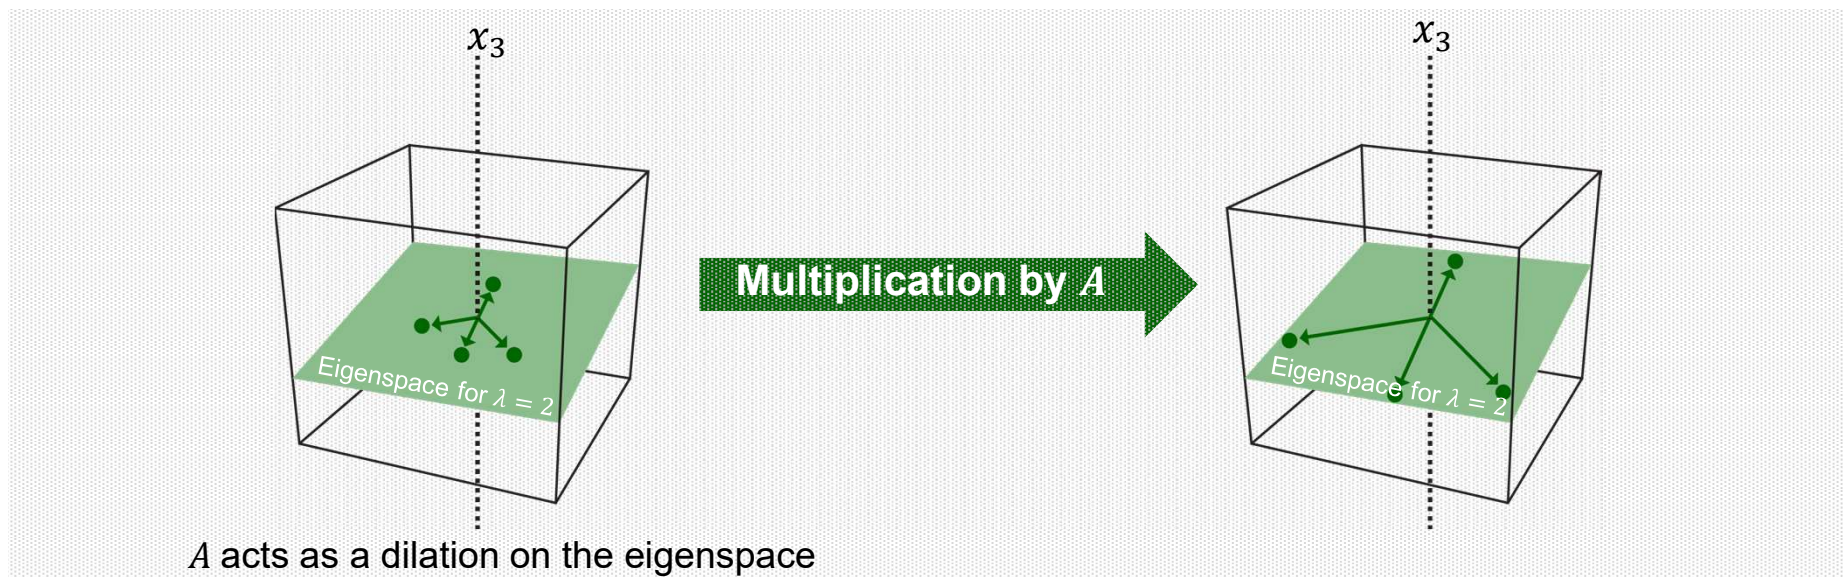 x₃
x₃
Multiplication by A
Eigenspace for λ = 2
Eigenspace for λ = 2
A acts as a dilation on the eigenspace